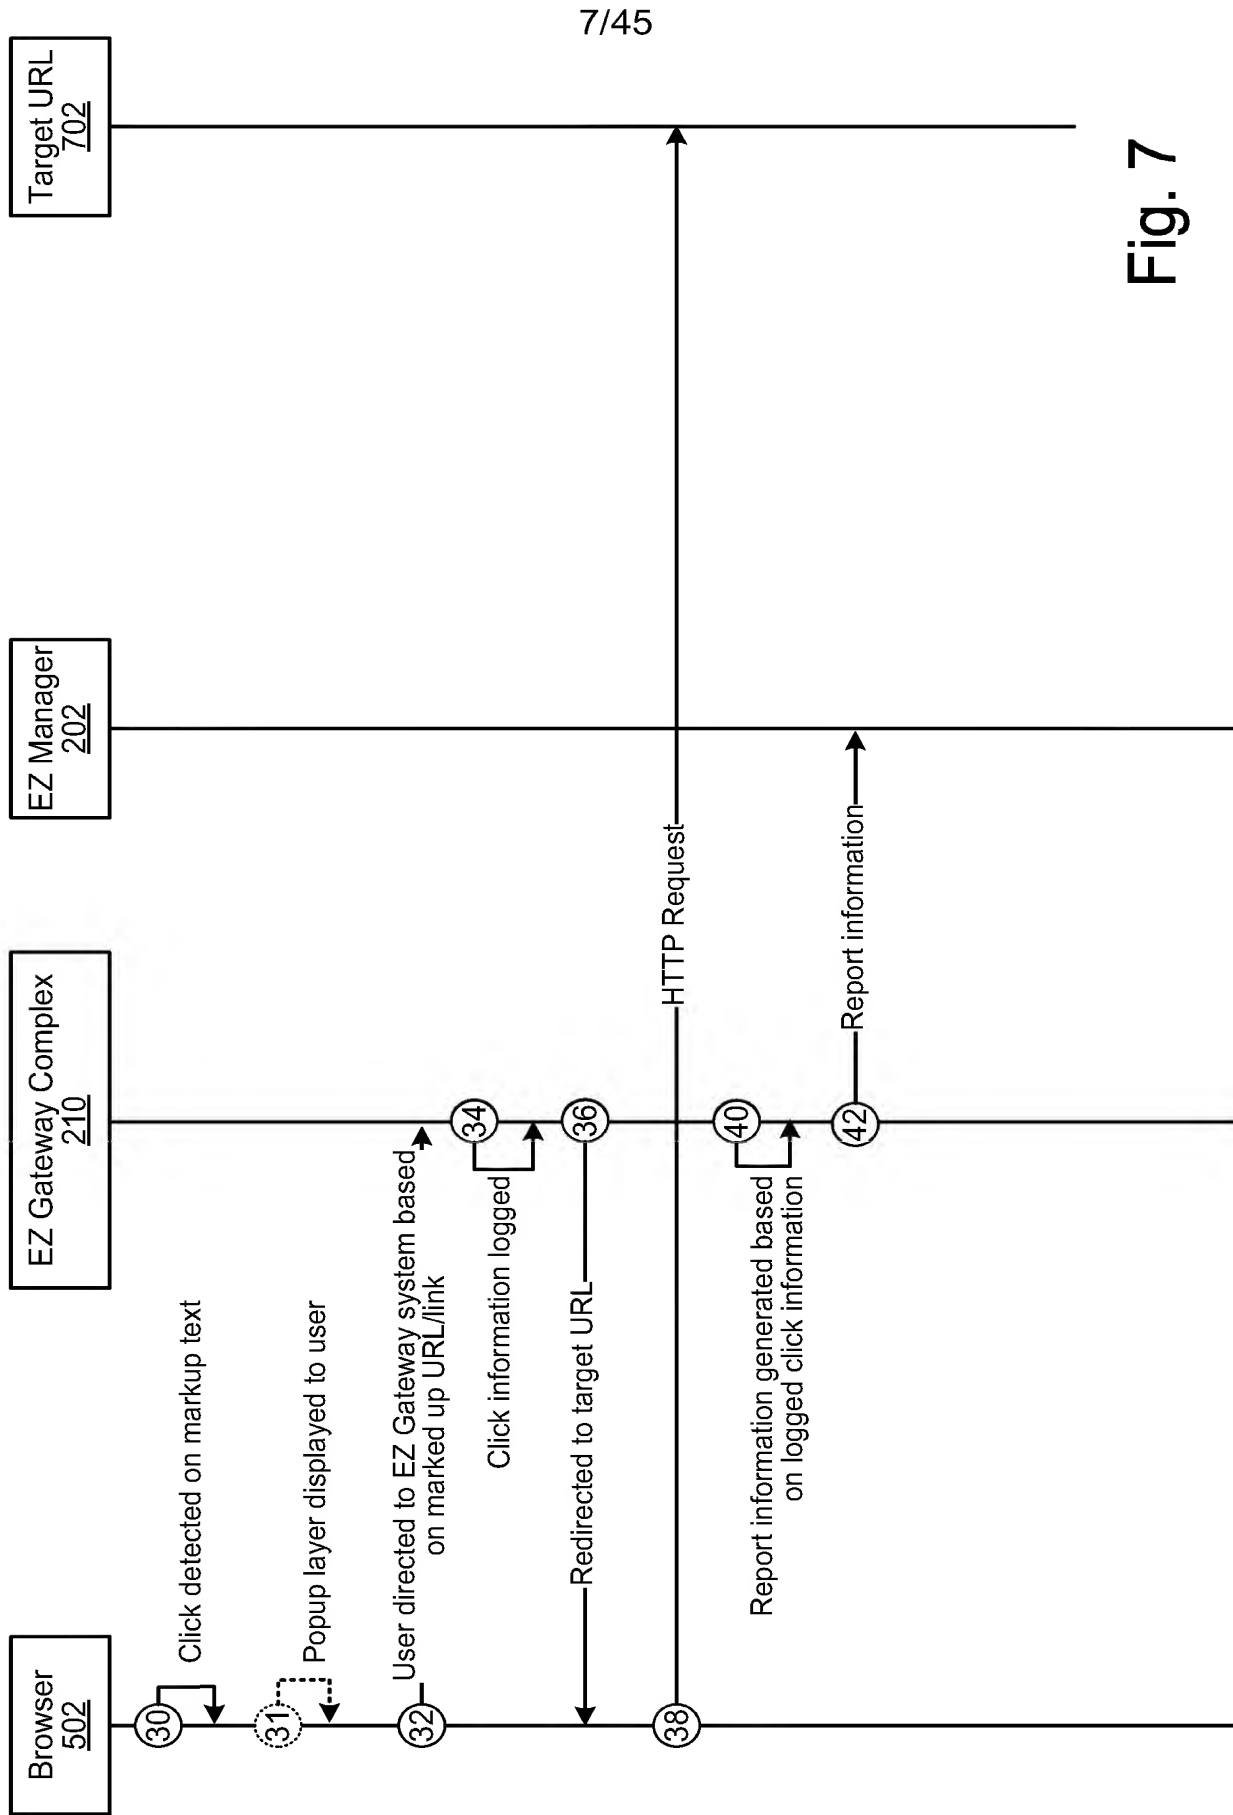 7/45
Browser
502
EZ Gateway Complex
210
EZ Manager
202
Target URL
702
30
Click detected on markup text
31
Popup layer displayed to user
32
User directed to EZ Gateway system based
on marked up URL/link
34
Click information logged
36
Redirected to target URL
38
HTTP Request
40
Report information generated based
on logged click information
42
Report information
Fig. 7